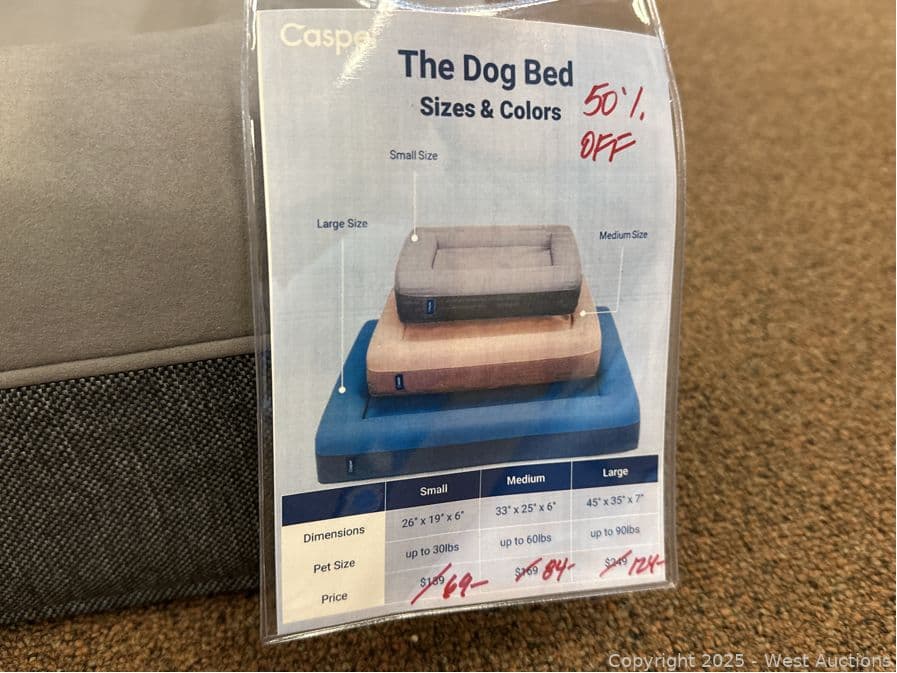 Casper
The Dog Bed
Sizes & Colors
50% OFF
Small Size
Large Size
Medium Size
Small Medium Large
Dimensions 26" x 19" x 6" 33" x 25" x 6" 45" x 35" x 7"
Pet Size up to 30lbs up to 60lbs up to 90lbs
Price $139 69- $169 84- $249 124-
Copyright 2025 - West Auctions